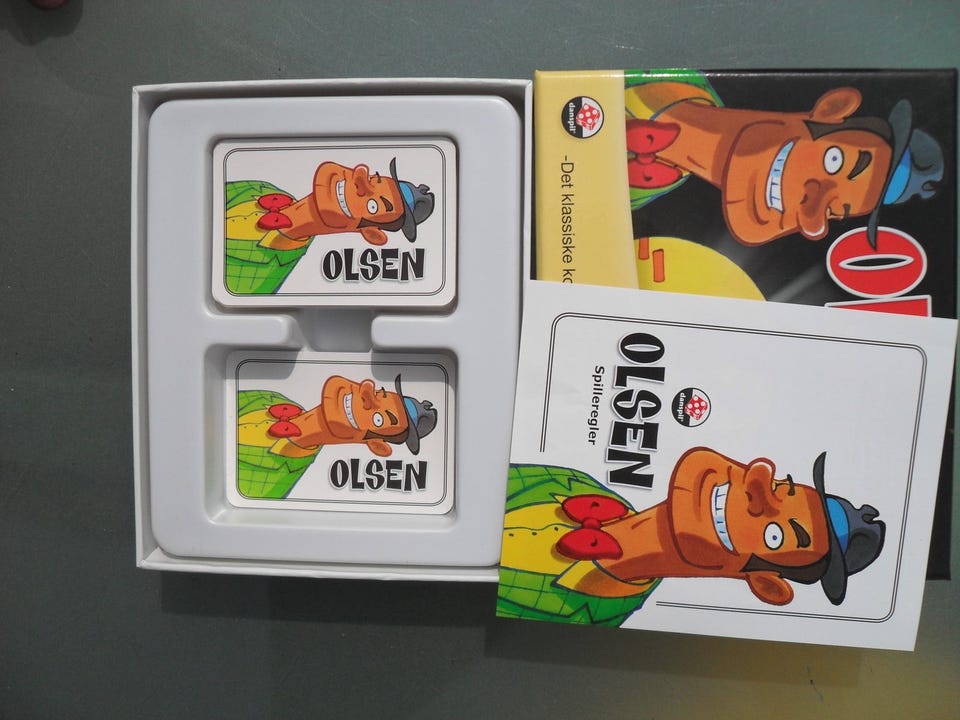 OLSEN
OLSEN
danspil
-Det klassiske
OLSEN
Spilleregler
danspil